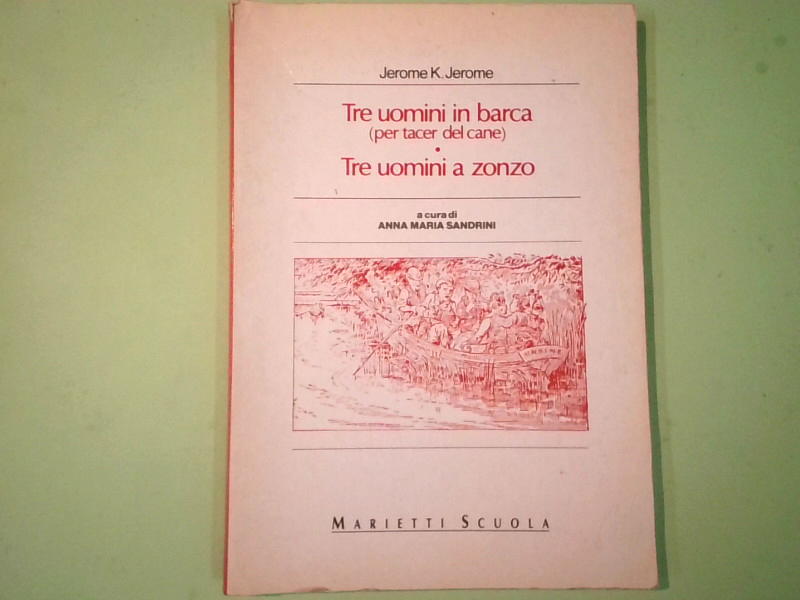 Jerome K. Jerome
Tre uomini in barca
(per tacer del cane)
•
Tre uomini a zonzo
a cura di
ANNA MARIA SANDRINI
UNDINE
MARIETTI SCUOLA